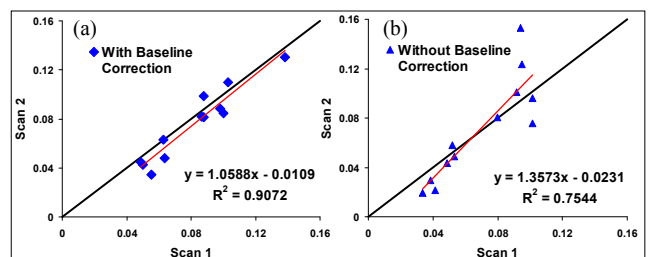 (a)
With Baseline
Correction
y = 1.0588x - 0.0109
R² = 0.9072
Scan 2
0.16
0.12
0.08
0.04
0
0 0.04 0.08 0.12 0.16
Scan 1
(b)
Without Baseline
Correction
y = 1.3573x - 0.0231
R² = 0.7544
Scan 2
0.16
0.12
0.08
0.04
0
0 0.04 0.08 0.12 0.16
Scan 1